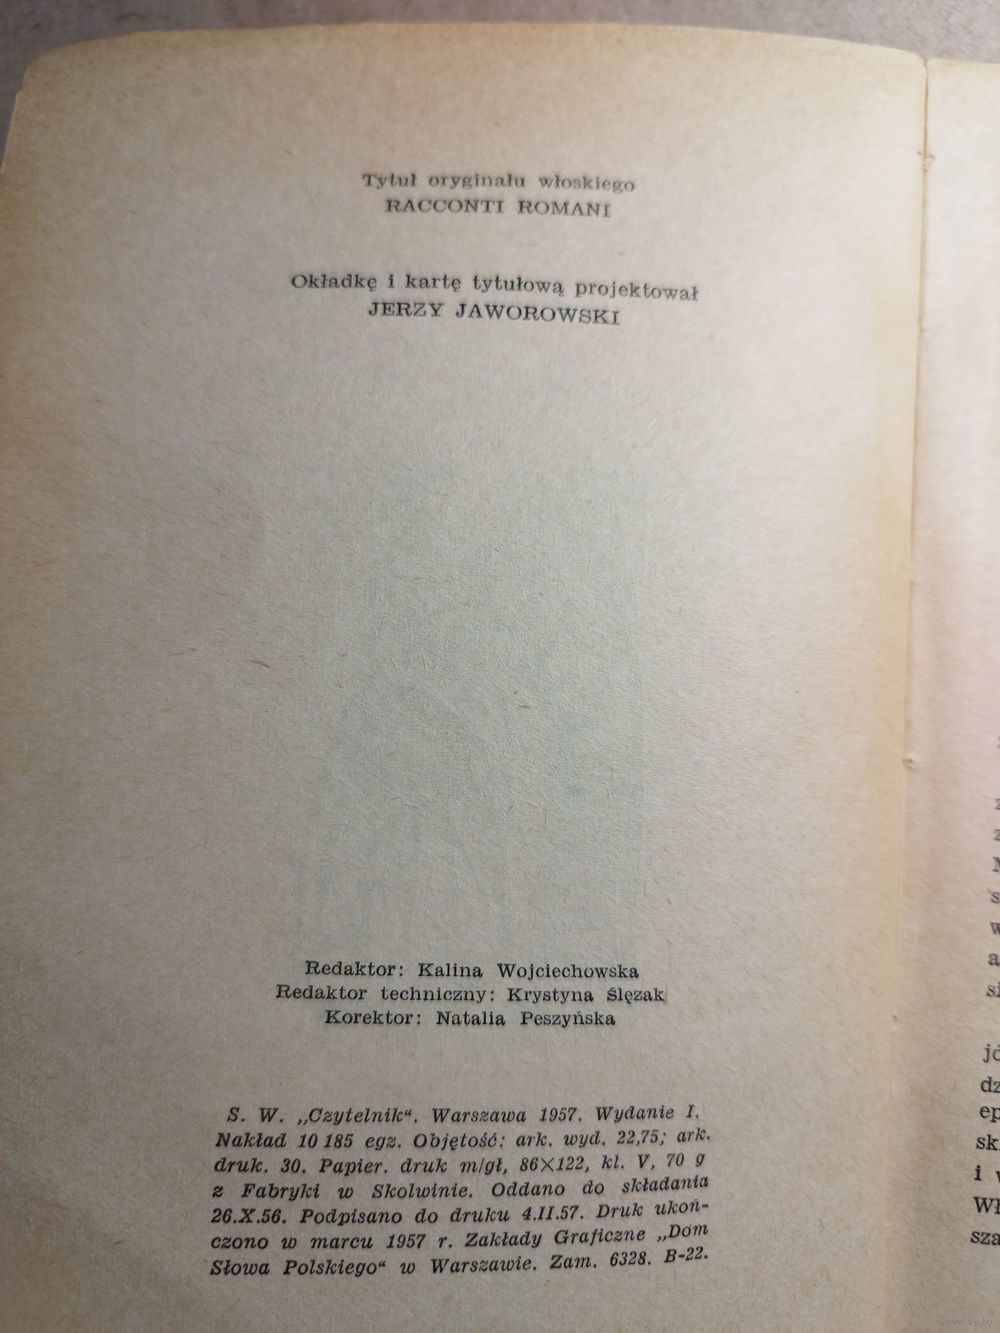 Tytuł oryginału włoskiego
RACCONTI ROMANI
Okładkę i kartę tytułową projektował
JERZY JAWOROWSKI
Redaktor: Kalina Wojciechowska
Redaktor techniczny: Krystyna Ślęzak
Korektor: Natalia Peszyńska
S. W. „Czytelnik“. Warszawa 1957. Wydanie I.
Nakład 10 185 egz. Objętość: ark. wyd. 22,75; ark.
druk. 30. Papier. druk m/gł, 86×122, kl. V, 70 g
z Fabryki w Skolwinie. Oddano do składania
26.X.56. Podpisano do druku 4.II.57. Druk ukoń-
czono w marcu 1957 r. Zakłady Graficzne „Dom
Słowa Polskiego“ w Warszawie. Zam. 6328. B-22.
www.ay.by